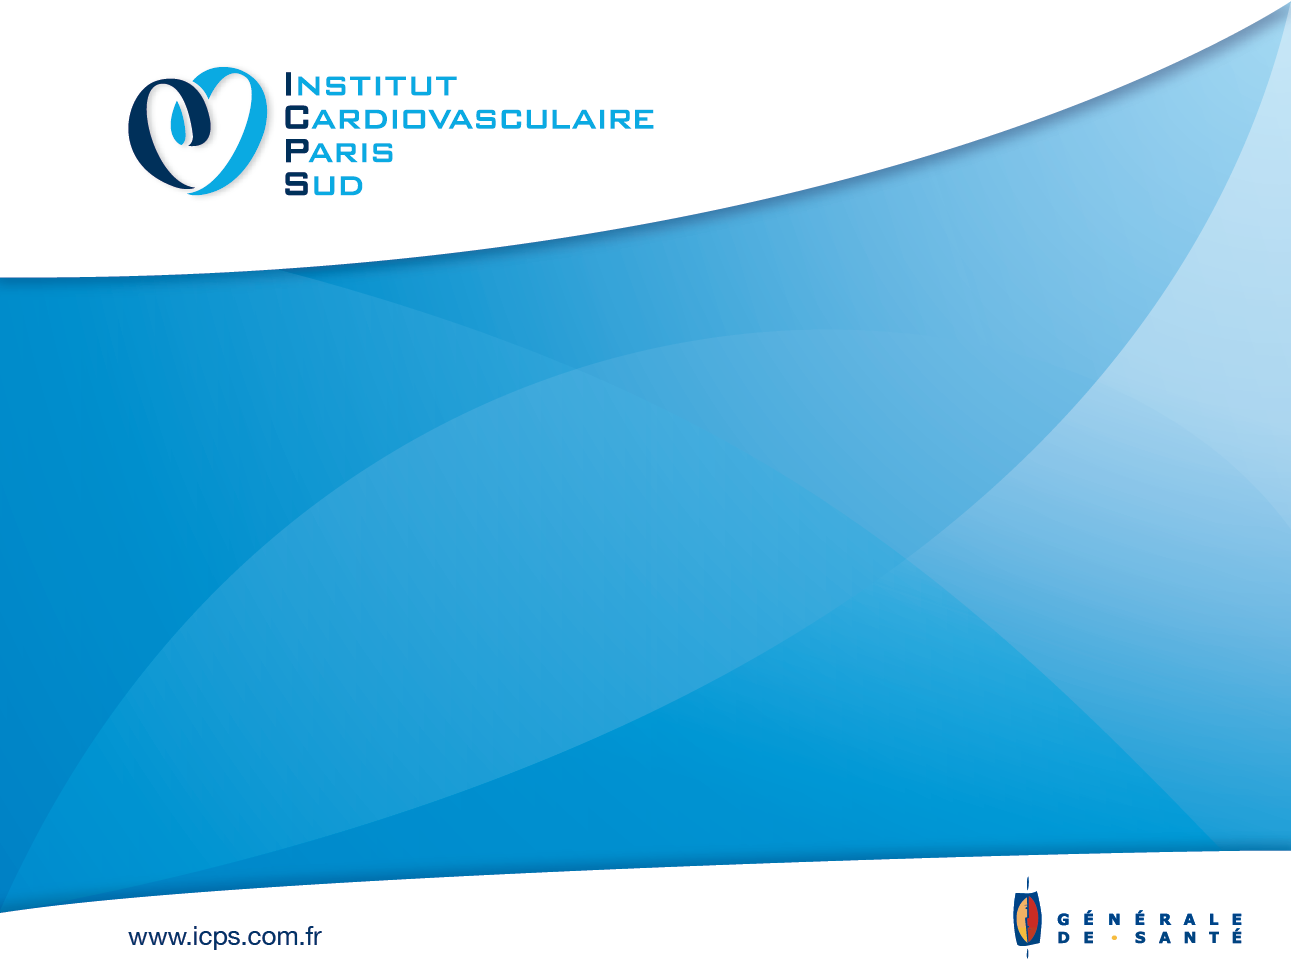 INSTITUT
CARDIOVASCULAIRE
PARIS
SUD
www.icps.com.fr
GÉNÉRALE
DE • SANTÉ